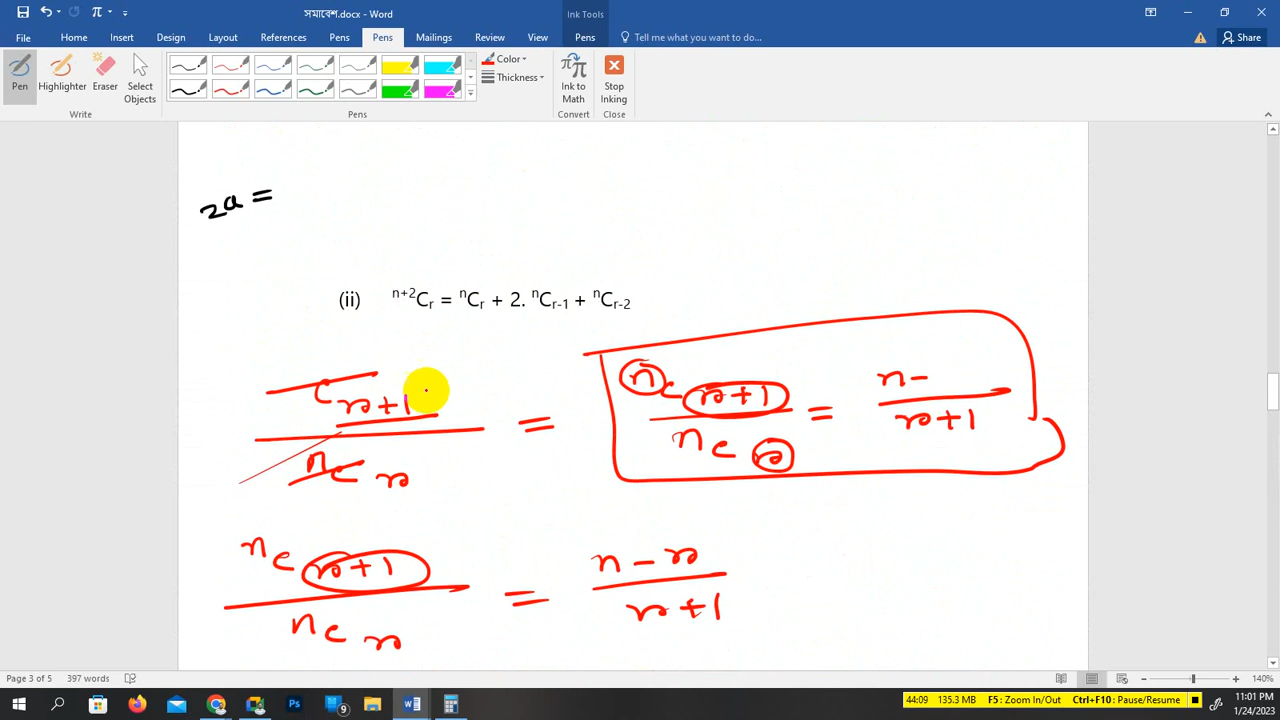 সমাবেশ.docx - Word
Ink Tools
File Home Insert Design Layout References Mailings Review View Pens Tell me what you want to do... Share
Pen Highlighter Eraser Select Objects
Color
Thickness
Ink to Math
Stop Inking
Write Pens Convert Close
2a =
(ii) n+2Cr = nCr + 2. nCr-1 + nCr-2
C r+1 / nC r = nC r+1 / nC r = n- / r+1
nC r+1 / nC r = n-r / r+1
Page 3 of 5 397 words 140%
44:09 135.3 MB F5: Zoom In/Out Ctrl+F10: Pause/Resume
11:01 PM
1/24/2023